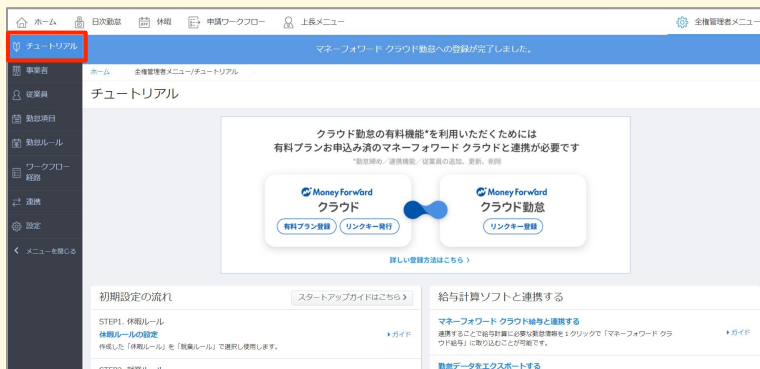 ホーム
日次勤怠
休暇
申請ワークフロー
上長メニュー
全権管理者メニュー
チュートリアル
マネーフォワード クラウド勤怠への登録が完了しました。
事業者
従業員
勤怠項目
勤怠ルール
ワークフロー
経路
連携
設定
メニューを閉じる
ホーム
全権管理者メニュー/チュートリアル
チュートリアル
クラウド勤怠の有料機能*を利用いただくためには
有料プランお申込み済のマネーフォワード クラウドと連携が必要です
*勤怠締め／連携機能／従業員の追加、更新、削除
Money Forward
クラウド
有料プラン登録
リンクキー発行
Money Forward
クラウド勤怠
リンクキー登録
詳しい登録方法はこちら
初期設定の流れ
スタートアップガイドはこちら
STEP1. 休暇ルール
休暇ルールの設定
ガイド
作成した「休暇ルール」を「就業ルール」で選択し使用します。
給与計算ソフトと連携する
マネーフォワード クラウド給与と連携する
連携することで給与計算に必要な勤怠情報を1クリックで「マネーフォワード クラ
ウド給与」に取り込むことが可能です。
ガイド
勤怠データをエクスポートする